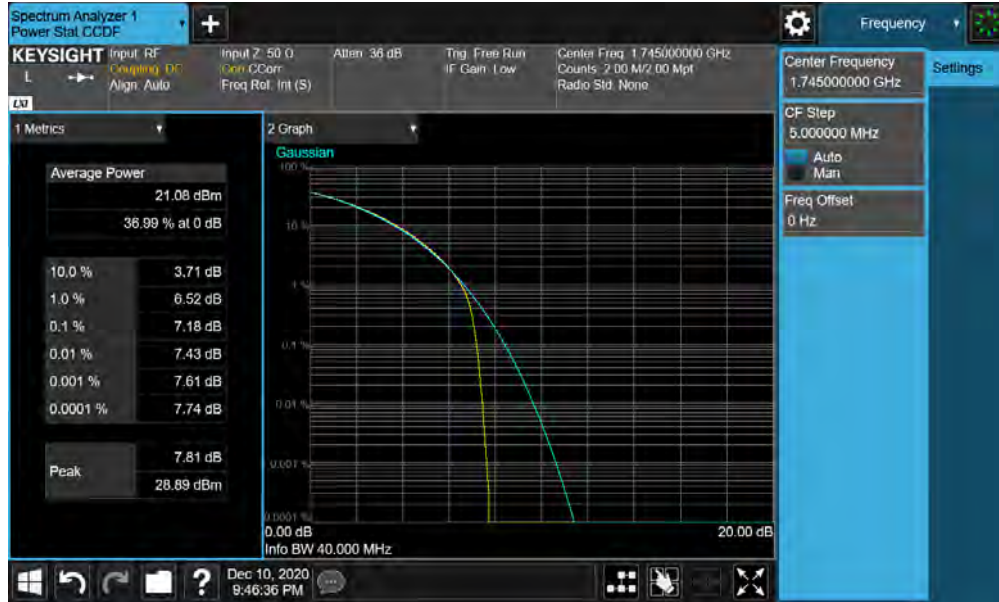 Spectrum Analyzer 1
Power Stat CCDF
Frequency
KEYSIGHT
L
LXI
Input: RF
Coupling: DC
Align: Auto
Input Z: 50 Ω
Corr CCorr
Freq Ref: Int (S)
Atten: 36 dB
Trig: Free Run
IF Gain: Low
Center Freq: 1.745000000 GHz
Counts: 2.00 M/2.00 Mpt
Radio Std: None
Center Frequency
1.745000000 GHz
Settings
CF Step
5.000000 MHz
Auto
Man
Freq Offset
0 Hz
1 Metrics
Average Power
21.08 dBm
36.99 % at 0 dB
10.0 % 3.71 dB
1.0 % 6.52 dB
0.1 % 7.18 dB
0.01 % 7.43 dB
0.001 % 7.61 dB
0.0001 % 7.74 dB
Peak
7.81 dB
28.89 dBm
2 Graph
Gaussian
100 %
10 %
1 %
0.1 %
0.01 %
0.001 %
0.0001 %
0.00 dB
20.00 dB
Info BW 40.000 MHz
Dec 10, 2020
9:46:36 PM